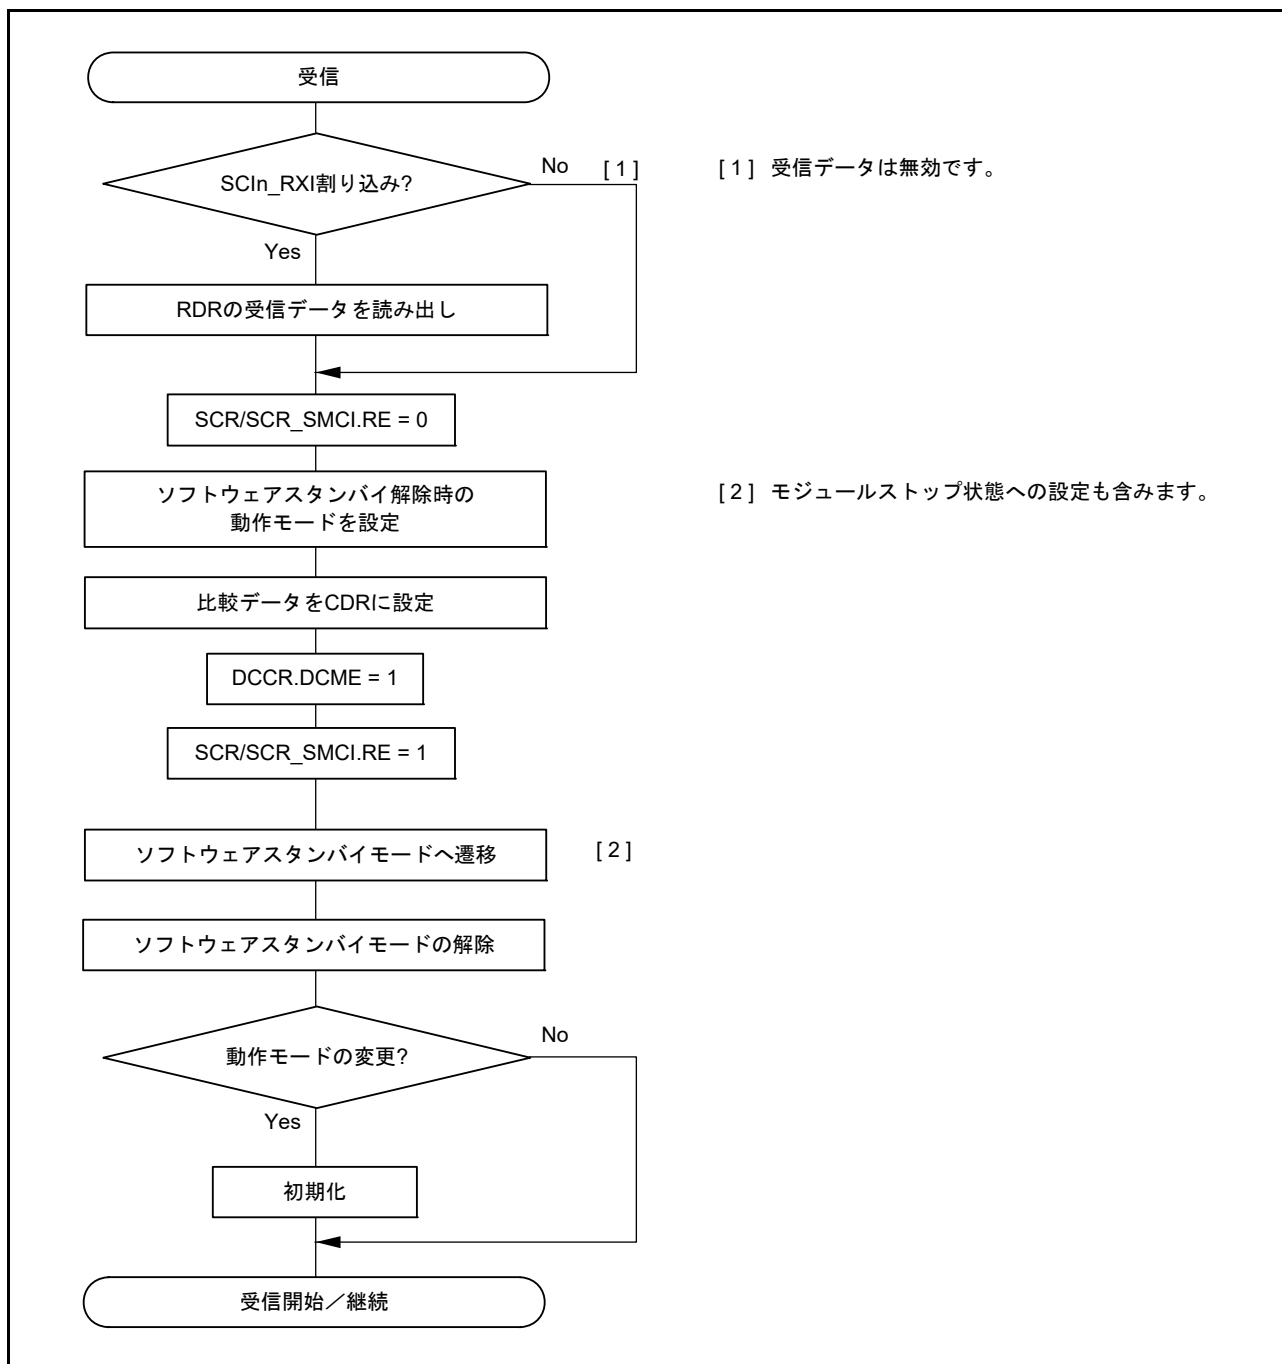 受信
SCIn_RXI割り込み?
No
[ 1 ]
[ 1 ] 受信データは無効です。
Yes
RDRの受信データを読み出し
SCR/SCR_SMCI.RE = 0
ソフトウェアスタンバイ解除時の
動作モードを設定
[ 2 ] モジュールストップ状態への設定も含みます。
比較データをCDRに設定
DCCR.DCME = 1
SCR/SCR_SMCI.RE = 1
ソフトウェアスタンバイモードへ遷移
[ 2 ]
ソフトウェアスタンバイモードの解除
動作モードの変更?
No
Yes
初期化
受信開始／継続